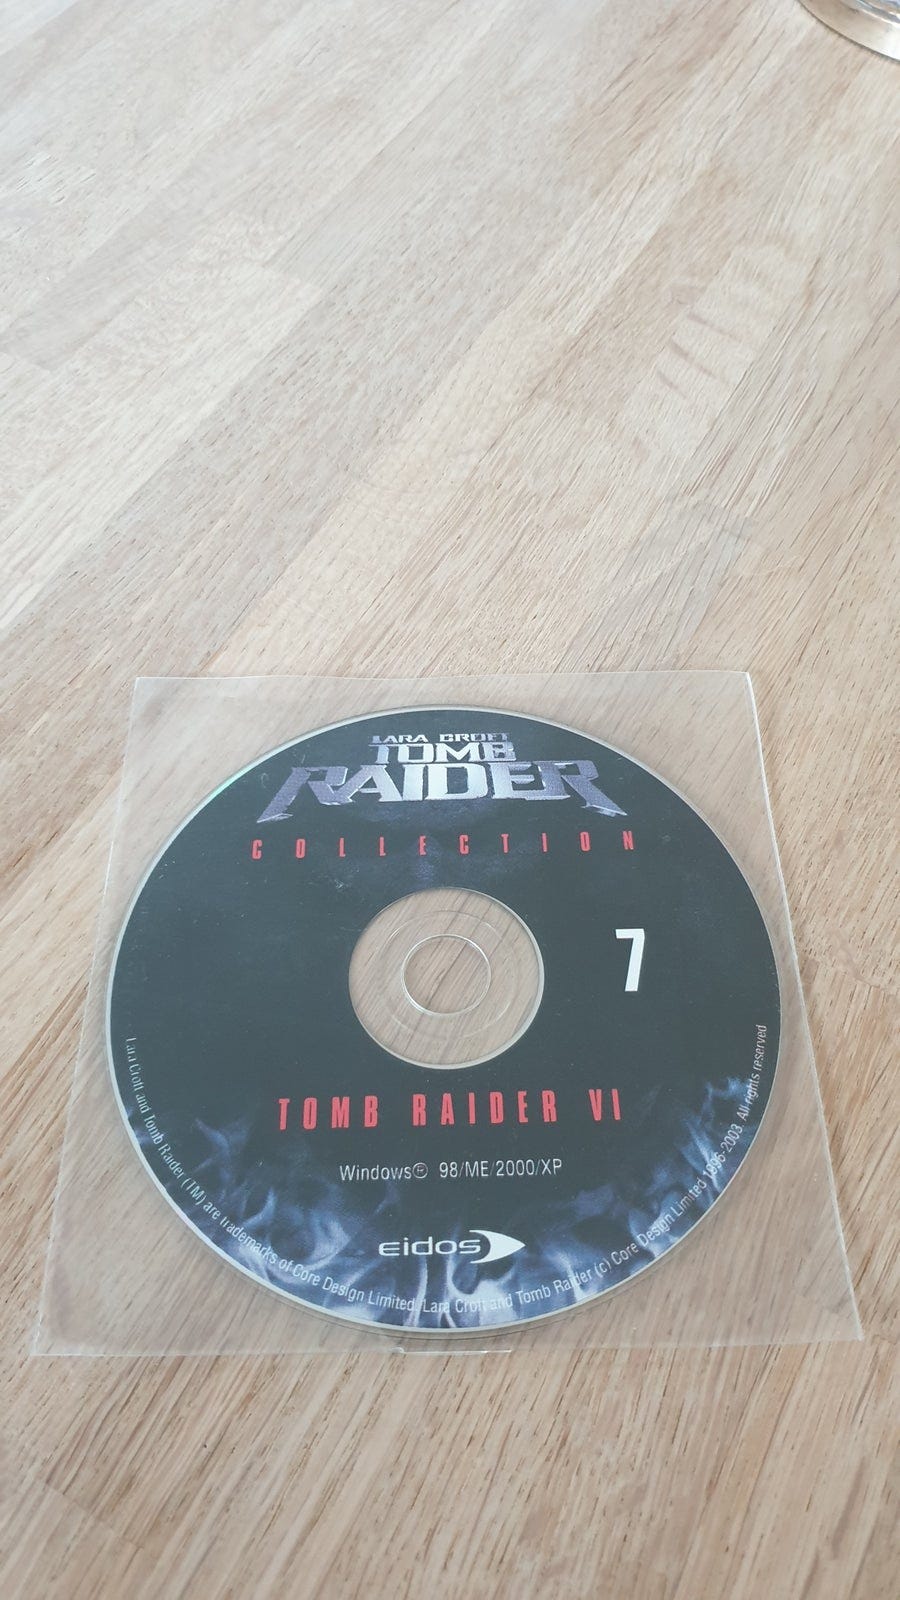 LARA CROFT
TOMB
RAIDER
COLLECTION
7
TOMB RAIDER VI
Windows® 98/ME/2000/XP
eidos
Lara Croft and Tomb Raider (TM) are trademarks of Core Design Limited. Lara Croft and Tomb Raider (c) Core Design Limited 1996-2003. All rights reserved